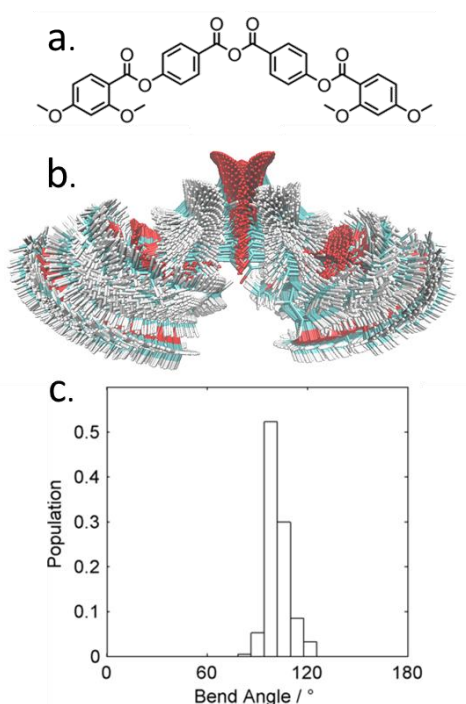 a.
O O
O O O
O O
O O O O
b.
c.
0.5
0.4
0.3
0.2
0.1
0
Population
0 60 120 180
Bend Angle / °